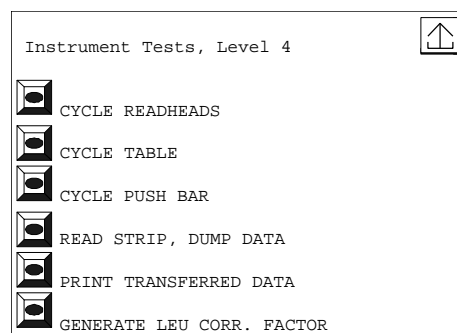 Instrument Tests, Level 4
CYCLE READHEADS
CYCLE TABLE
CYCLE PUSH BAR
READ STRIP, DUMP DATA
PRINT TRANSFERRED DATA
GENERATE LEU CORR. FACTOR